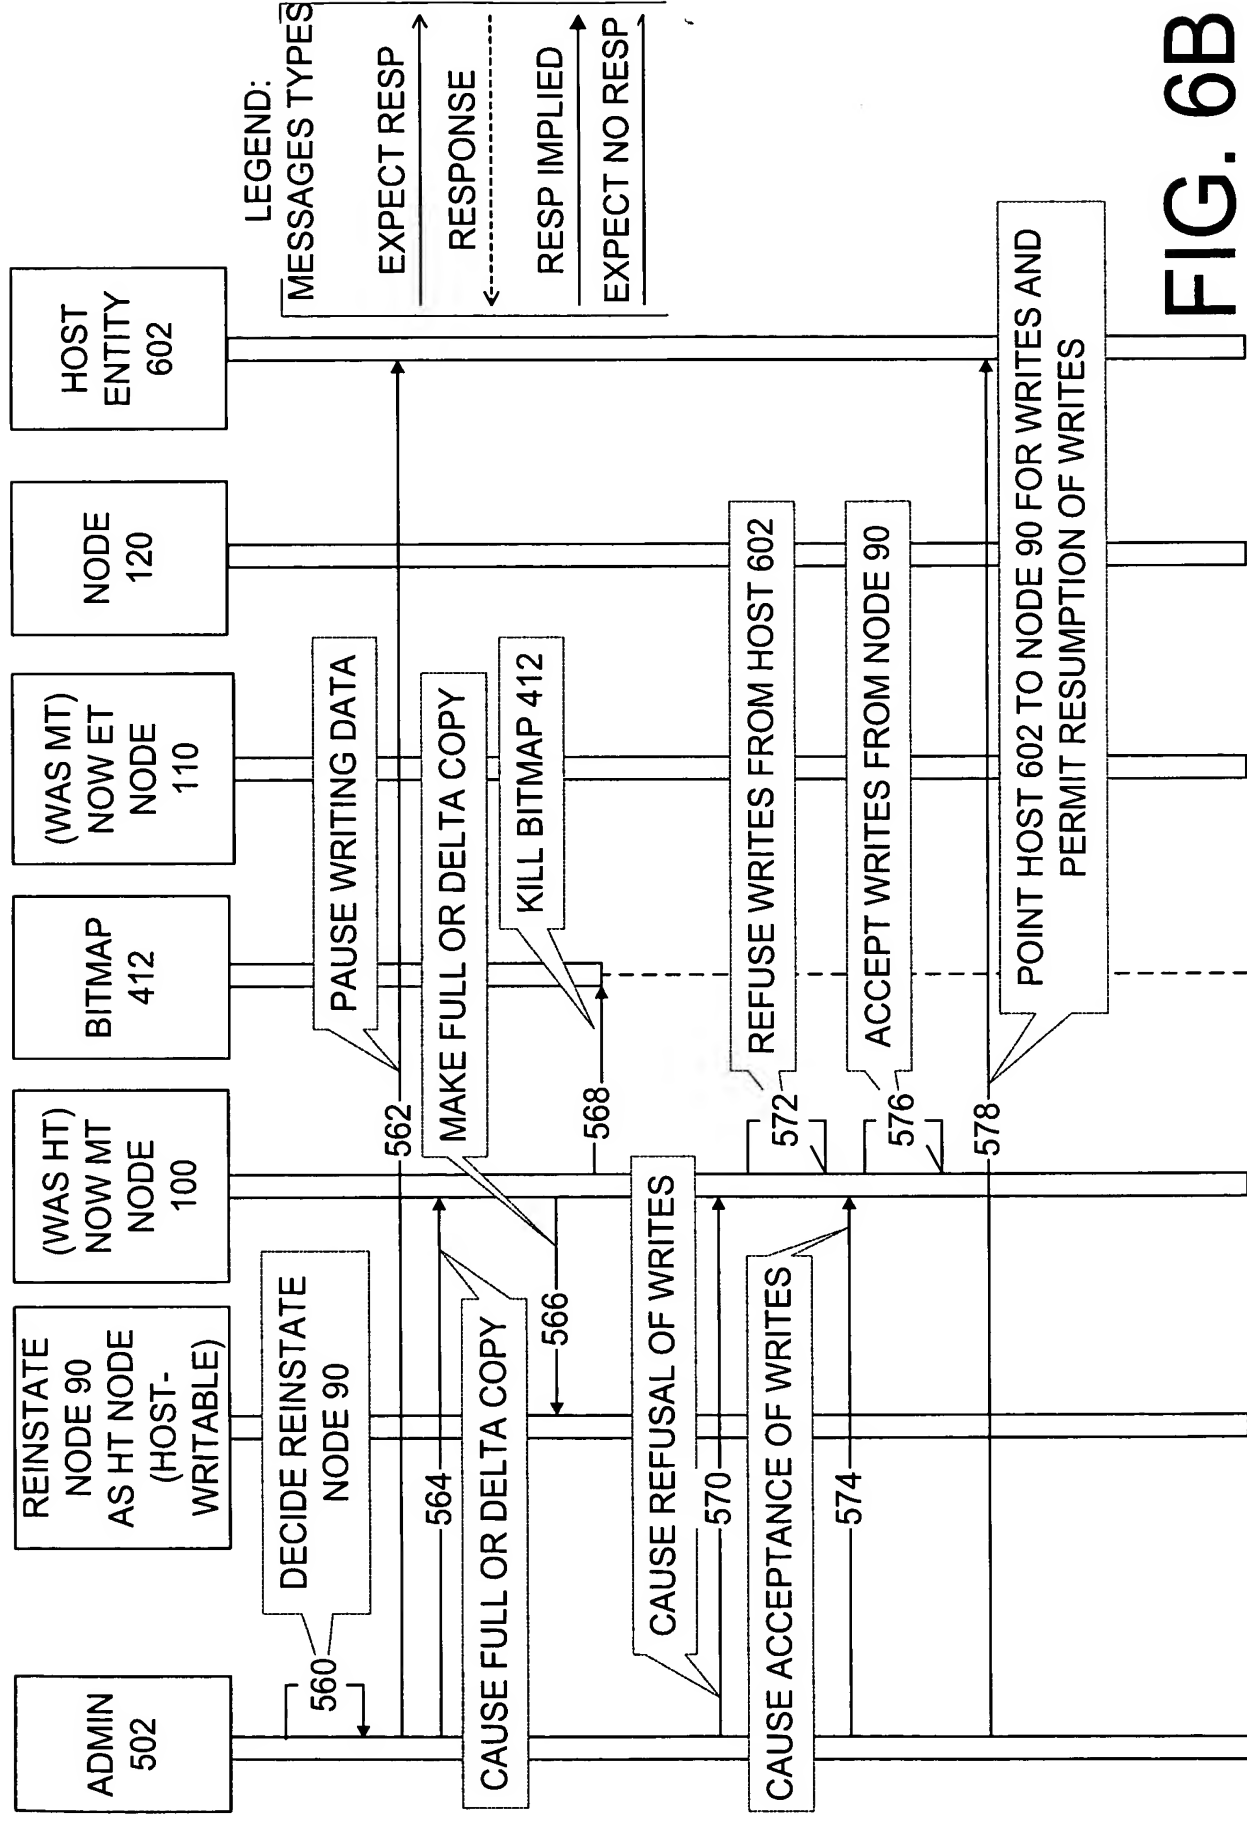 ADMIN
502
REINSTATE
NODE 90
AS HT NODE
(HOST-
WRITABLE)
(WAS HT)
NOW MT
NODE
100
BITMAP
412
(WAS MT)
NOW ET
NODE
110
NODE
120
HOST
ENTITY
602
LEGEND:
MESSAGES TYPES
EXPECT RESP
RESPONSE
RESP IMPLIED
EXPECT NO RESP
560
DECIDE REINSTATE
NODE 90
562
PAUSE WRITING DATA
564
CAUSE FULL OR DELTA COPY
566
MAKE FULL OR DELTA COPY
568
KILL BITMAP 412
570
CAUSE REFUSAL OF WRITES
572
REFUSE WRITES FROM HOST 602
574
CAUSE ACCEPTANCE OF WRITES
576
ACCEPT WRITES FROM NODE 90
578
POINT HOST 602 TO NODE 90 FOR WRITES AND
PERMIT RESUMPTION OF WRITES
FIG. 6B